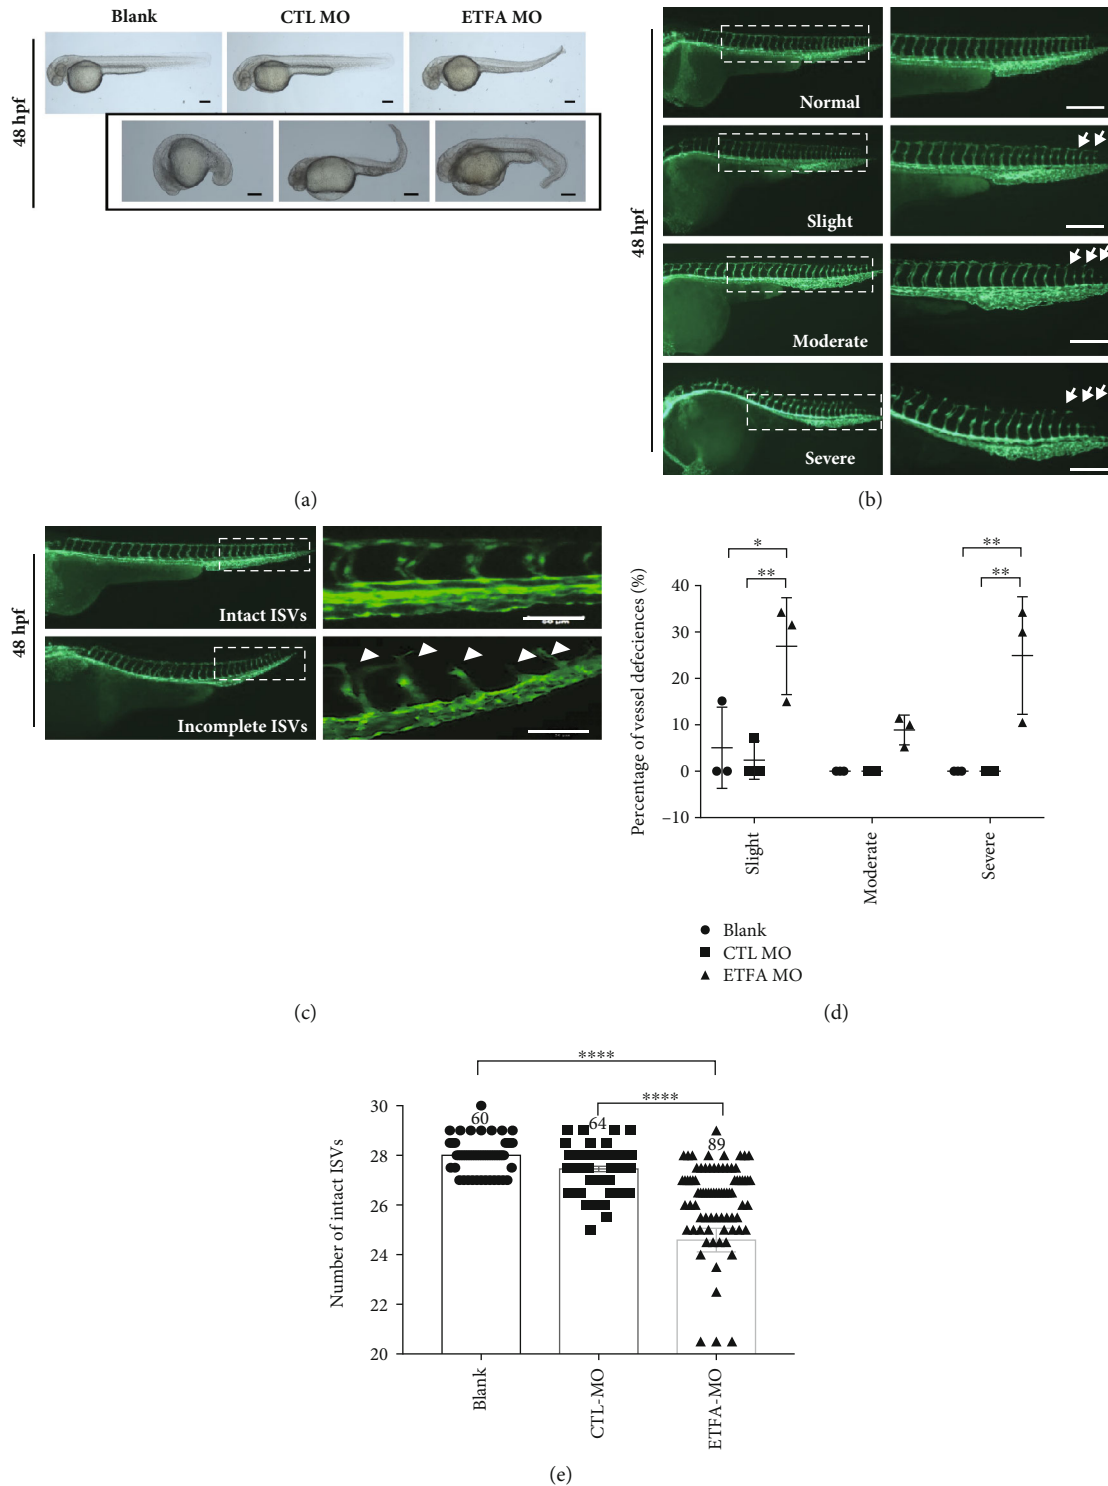 Blank CTL MO ETFA MO
48 hpf
(a)
48 hpf
Normal
Slight
Moderate
Severe
(b)
48 hpf
Intact ISVs
50 μm
Incomplete ISVs
(c)
Percentage of vessel defeciences (%)
* **
** **
40
30
20
10
0
−10
Slight Moderate Severe
Blank
CTL MO
ETFA MO
(d)
****
****
Number of intact ISVs
30
28
26
24
22
20
60 64 89
Blank CTL-MO ETFA-MO
(e)